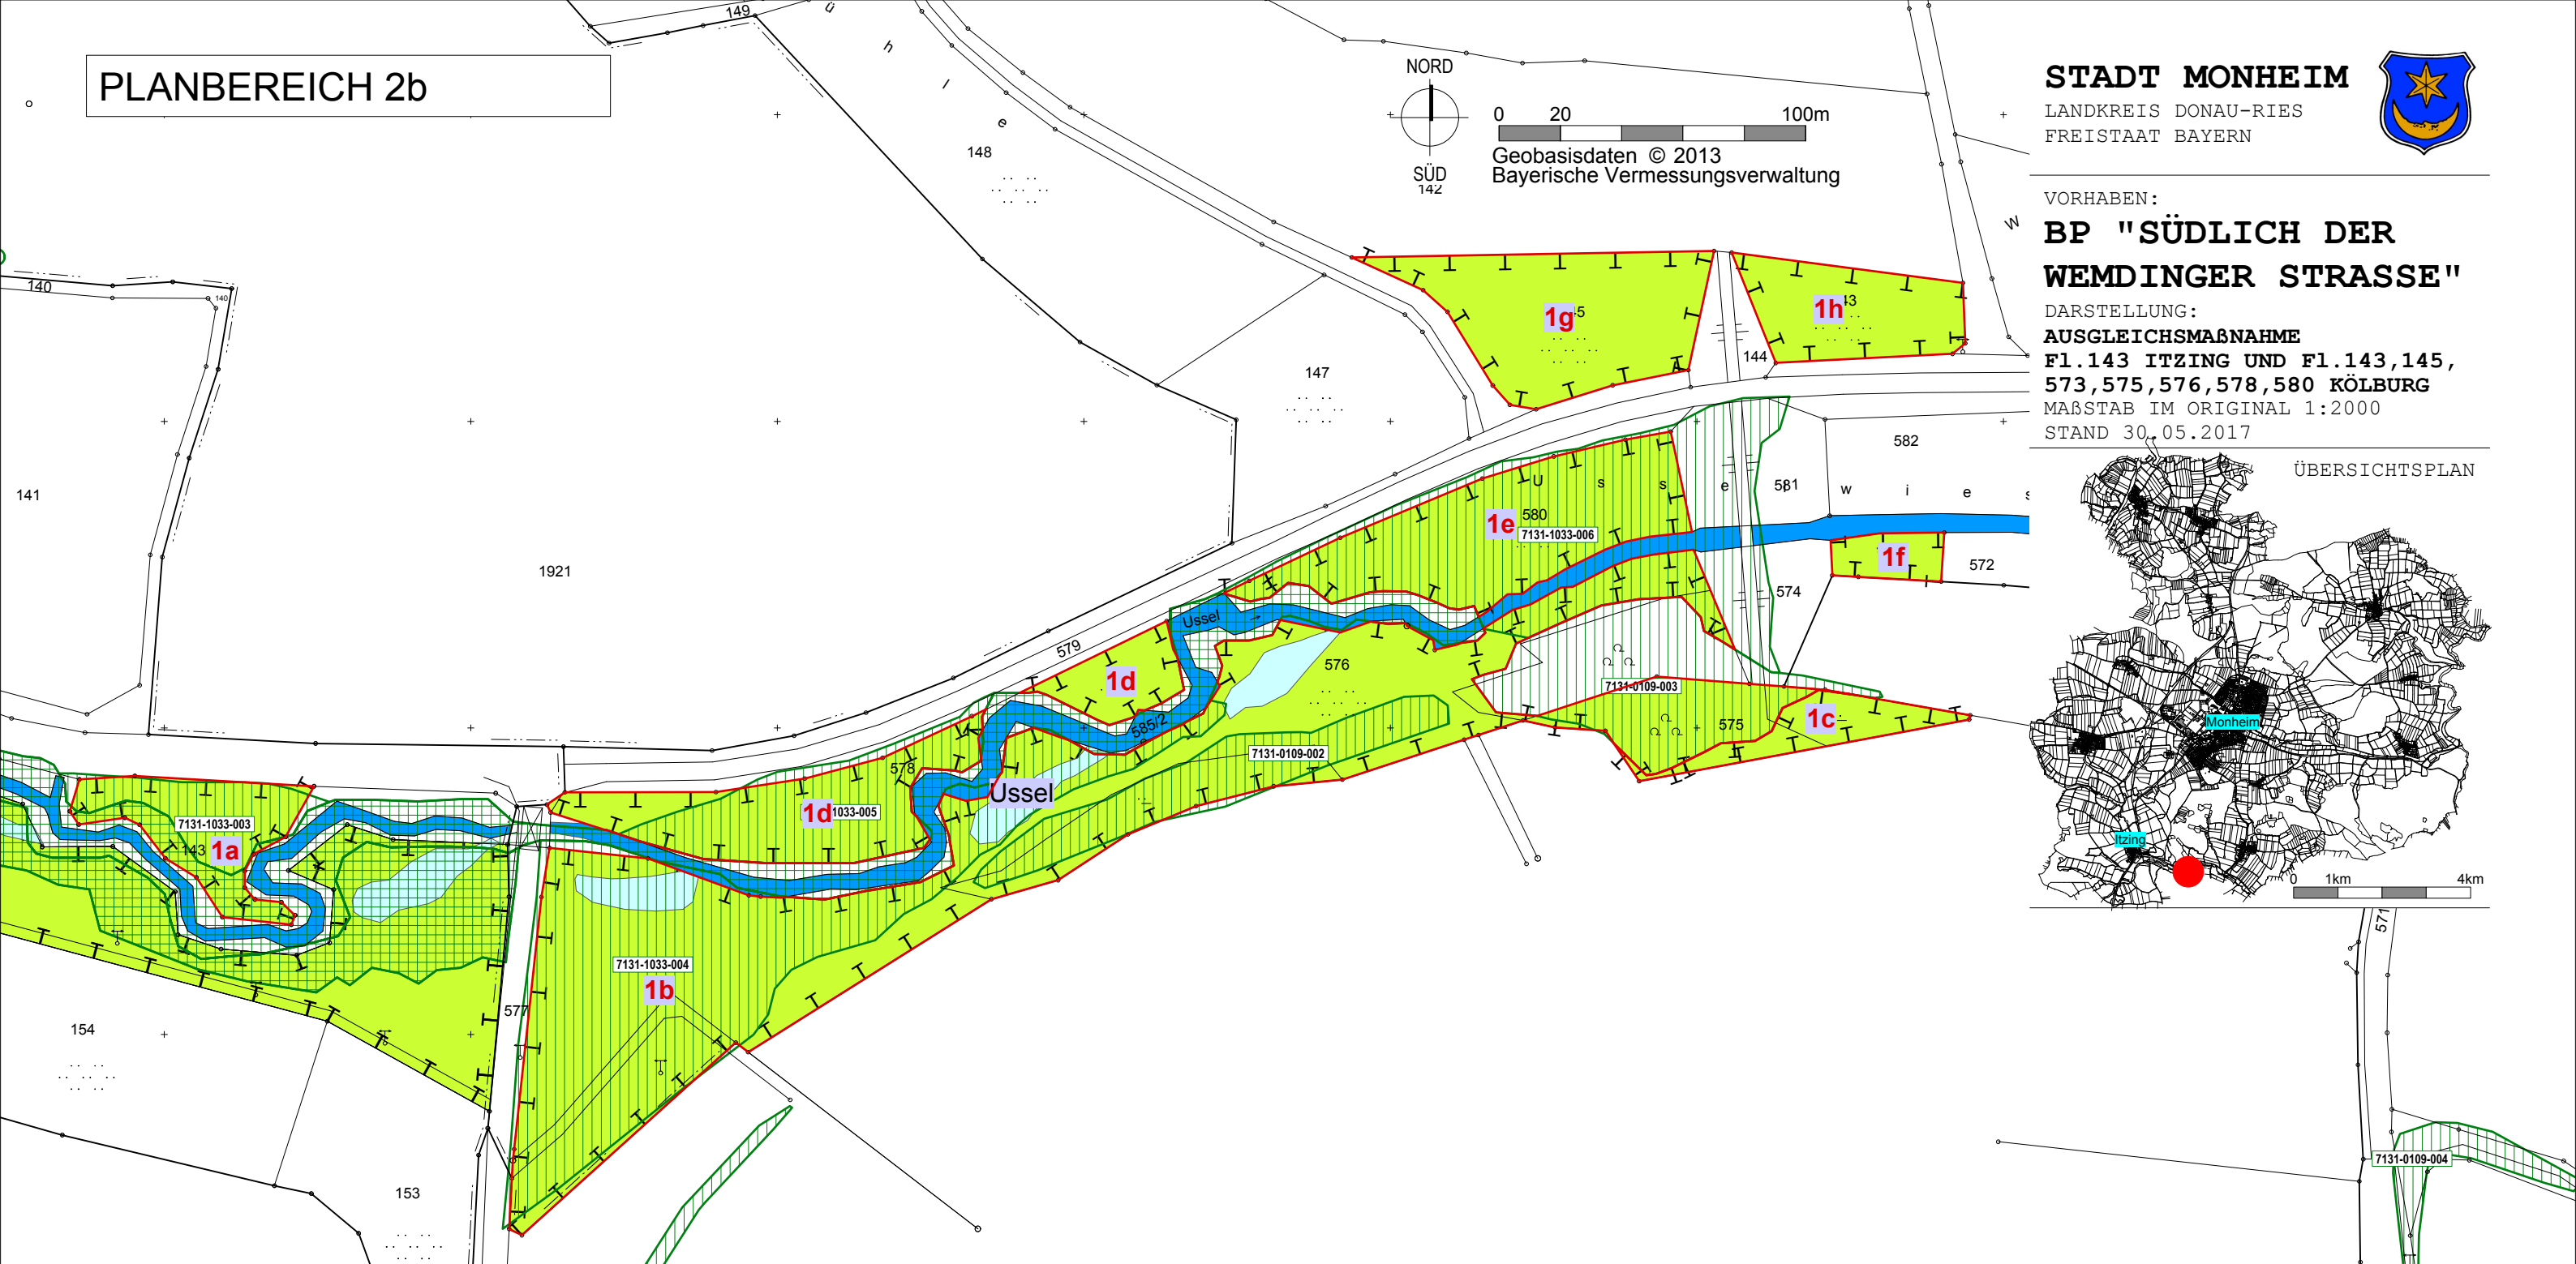 PLANBEREICH 2b
NORD
SÜD
142
0 20 100m
Geobasisdaten © 2013
Bayerische Vermessungsverwaltung
STADT MONHEIM
LANDKREIS DONAU-RIES
FREISTAAT BAYERN
VORHABEN:
BP "SÜDLICH DER
WEMDINGER STRASSE"
DARSTELLUNG:
AUSGLEICHSMAßNAHME
Fl.143 ITZING UND Fl.143,145,
573,575,576,578,580 KÖLBURG
MAßSTAB IM ORIGINAL 1:2000
STAND 30.05.2017
ÜBERSICHTSPLAN
Monheim
Itzing
0 1km 4km
149
ü h l e
148
140
140
141
1921
147
1g
1h
144
W
582
581
U s s e l w i e s
580
1e
7131-1033-006
1f
572
574
Ussel
579
1d
576
585/2
7131-0109-003
575
1c
7131-0109-002
578
Ussel
1d
1033-005
7131-1033-003
143
1a
7131-1033-004
1b
577
154
153
571
7131-0109-004